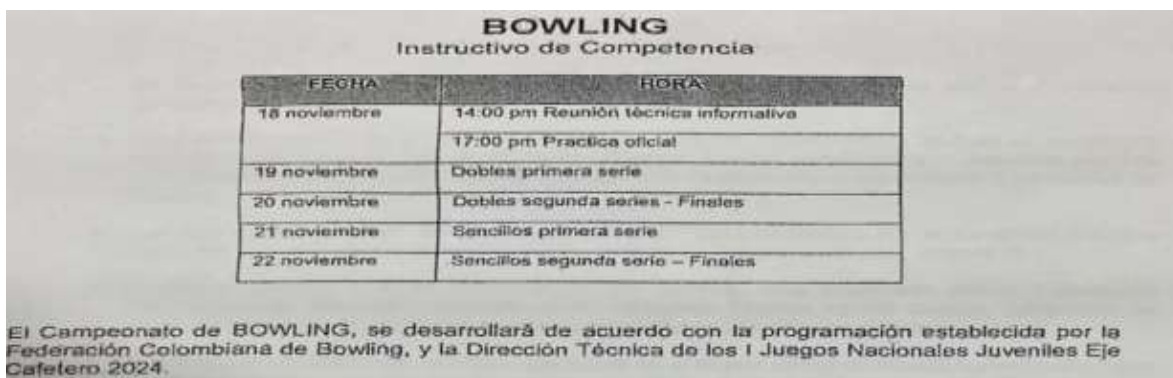 BOWLING
Instructivo de Competencia
FECHA HORA
18 noviembre 14:00 pm Reunión técnica informativa
17:00 pm Practica oficial
19 noviembre Dobles primera serie
20 noviembre Dobles segunda series - Finales
21 noviembre Sencillos primera serie
22 noviembre Sencillos segunda serie – Finales
El Campeonato de BOWLING, se desarrollará de acuerdo con la programación establecida por la
Federación Colombiana de Bowling, y la Dirección Técnica de los I Juegos Nacionales Juveniles Eje
Cafetero 2024.